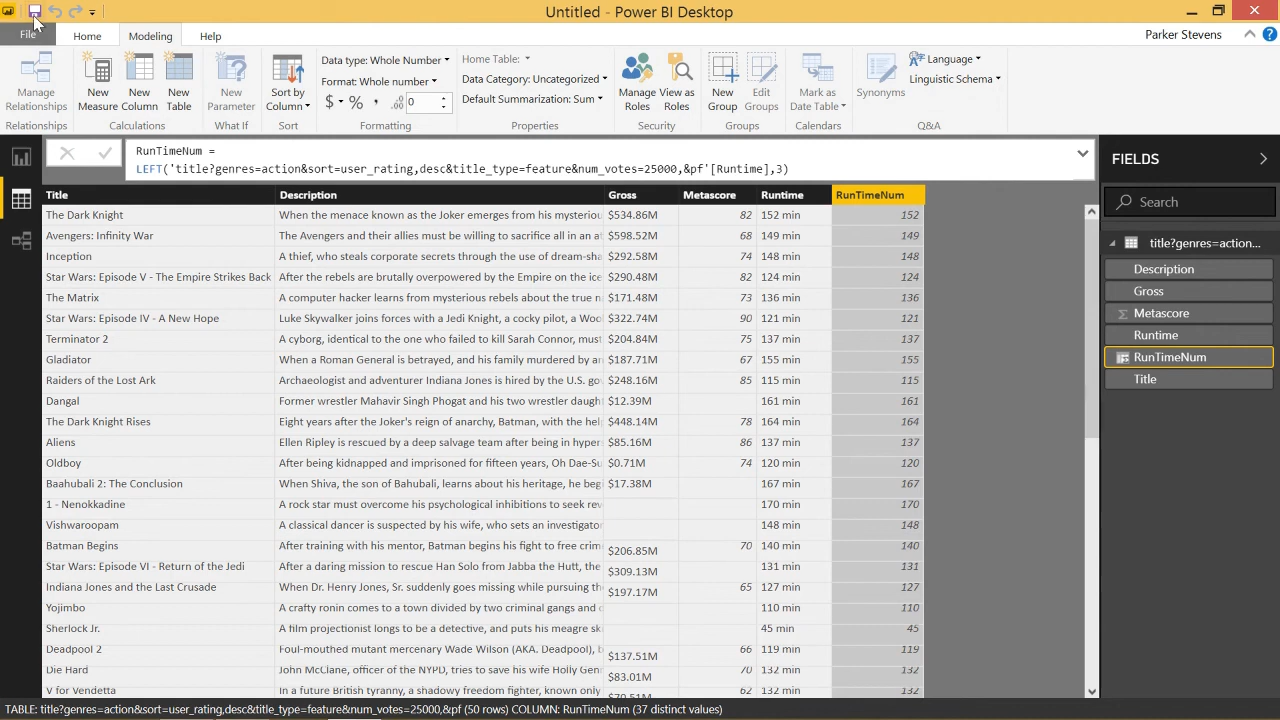 Untitled - Power BI Desktop
File Home Modeling Help Parker Stevens
Manage Relationships
New Measure
New Column
New Table
New Parameter
Sort by Column
Data type: Whole Number
Format: Whole number
$ % , .00 0
Home Table:
Data Category: Uncategorized
Default Summarization: Sum
Manage Roles
View as Roles
New Group
Edit Groups
Mark as Date Table
Synonyms
Language
Linguistic Schema
Relationships Calculations What If Sort Formatting Properties Security Groups Calendars Q&A
RunTimeNum =
LEFT('title?genres=action&sort=user_rating,desc&title_type=feature&num_votes=25000,&pf'[Runtime],3)
Title Description Gross Metascore Runtime RunTimeNum
The Dark Knight When the menace known as the Joker emerges from his mysteriou $534.86M 82 152 min 152
Avengers: Infinity War The Avengers and their allies must be willing to sacrifice all in an at $598.52M 68 149 min 149
Inception A thief, who steals corporate secrets through the use of dream-sha $292.58M 74 148 min 148
Star Wars: Episode V - The Empire Strikes Back After the rebels are brutally overpowered by the Empire on the ice $290.48M 82 124 min 124
The Matrix A computer hacker learns from mysterious rebels about the true n $171.48M 73 136 min 136
Star Wars: Episode IV - A New Hope Luke Skywalker joins forces with a Jedi Knight, a cocky pilot, a Woo $322.74M 90 121 min 121
Terminator 2 A cyborg, identical to the one who failed to kill Sarah Connor, must $204.84M 75 137 min 137
Gladiator When a Roman General is betrayed, and his family murdered by an $187.71M 67 155 min 155
Raiders of the Lost Ark Archaeologist and adventurer Indiana Jones is hired by the U.S. go $248.16M 85 115 min 115
Dangal Former wrestler Mahavir Singh Phogat and his two wrestler daugh $12.39M 161 min 161
The Dark Knight Rises Eight years after the Joker's reign of anarchy, Batman, with the hel $448.14M 78 164 min 164
Aliens Ellen Ripley is rescued by a deep salvage team after being in hyper $85.16M 86 137 min 137
Oldboy After being kidnapped and imprisoned for fifteen years, Oh Dae-Su $0.71M 74 120 min 120
Baahubali 2: The Conclusion When Shiva, the son of Bahubali, learns about his heritage, he beg $17.38M 167 min 167
1 - Nenokkadine A rock star must overcome his psychological inhibitions to seek rev 170 min 170
Vishwaroopam A classical dancer is suspected by his wife, who sets an investigator 148 min 148
Batman Begins After training with his mentor, Batman begins his fight to free crim $206.85M 70 140 min 140
Star Wars: Episode VI - Return of the Jedi After a daring mission to rescue Han Solo from Jabba the Hutt, the $309.13M 131 min 131
Indiana Jones and the Last Crusade When Dr. Henry Jones, Sr. suddenly goes missing while pursuing the $197.17M 65 127 min 127
Yojimbo A crafty ronin comes to a town divided by two criminal gangs and 110 min 110
Sherlock Jr. A film projectionist longs to be a detective, and puts his meagre sk 45 min 45
Deadpool 2 Foul-mouthed mutant mercenary Wade Wilson (AKA. Deadpool), b $137.51M 66 119 min 119
Die Hard John McClane, officer of the NYPD, tries to save his wife Holly Gen $83.01M 70 132 min 132
V for Vendetta In a future British tyranny, a shadowy freedom fighter, known only $70.51M 62 132 min 132
FIELDS
Search
title?genres=action...
Description
Gross
Metascore
Runtime
RunTimeNum
Title
TABLE: title?genres=action&sort=user_rating,desc&title_type=feature&num_votes=25000,&pf (50 rows) COLUMN: RunTimeNum (37 distinct values)